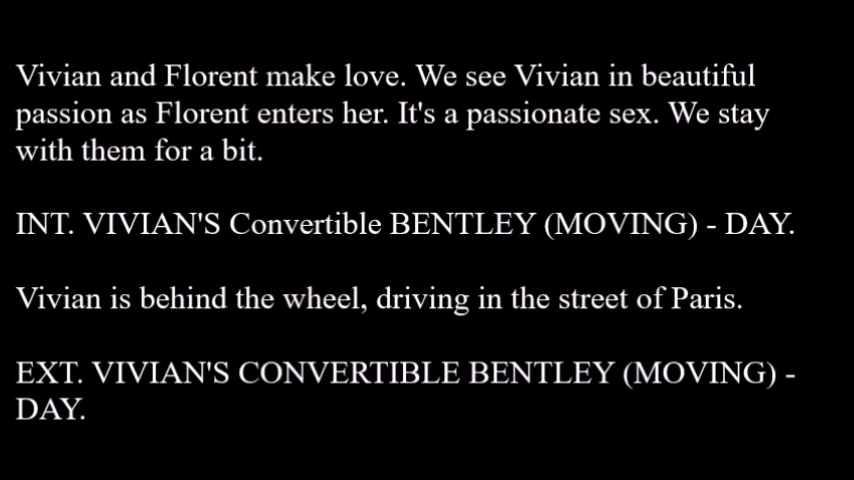 Vivian and Florent make love. We see Vivian in beautiful
passion as Florent enters her. It's a passionate sex. We stay
with them for a bit.
INT. VIVIAN'S Convertible BENTLEY (MOVING) - DAY.
Vivian is behind the wheel, driving in the street of Paris.
EXT. VIVIAN'S CONVERTIBLE BENTLEY (MOVING) -
DAY.